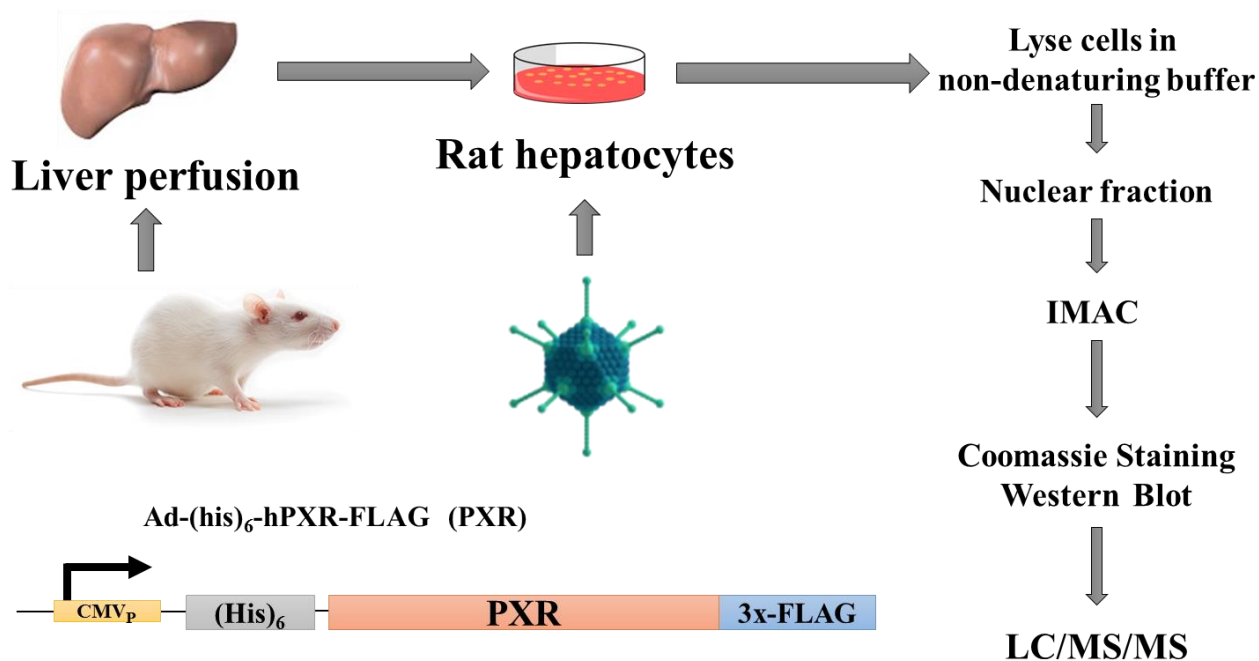 Liver perfusion
Rat hepatocytes
Lyse cells in
non-denaturing buffer
Nuclear fraction
IMAC
Coomassie Staining
Western Blot
LC/MS/MS
Ad-(his)₆-hPXR-FLAG (PXR)
CMVₚ
(His)₆
PXR
3x-FLAG